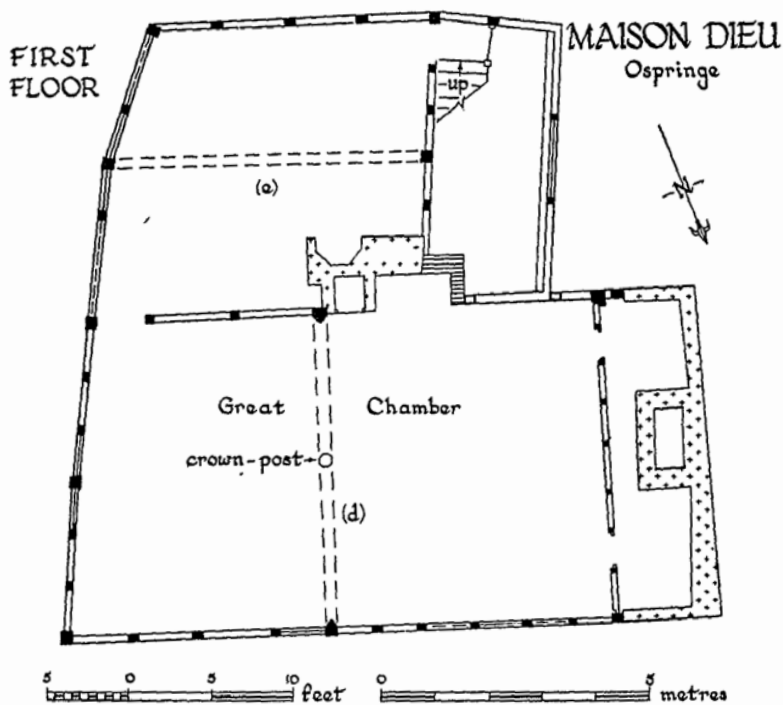 FIRST
FLOOR
MAISON DIEU
Ospringe
up
N
(e)
Great Chamber
crown-post
(d)
5 0 5 10 feet
0 5 metres